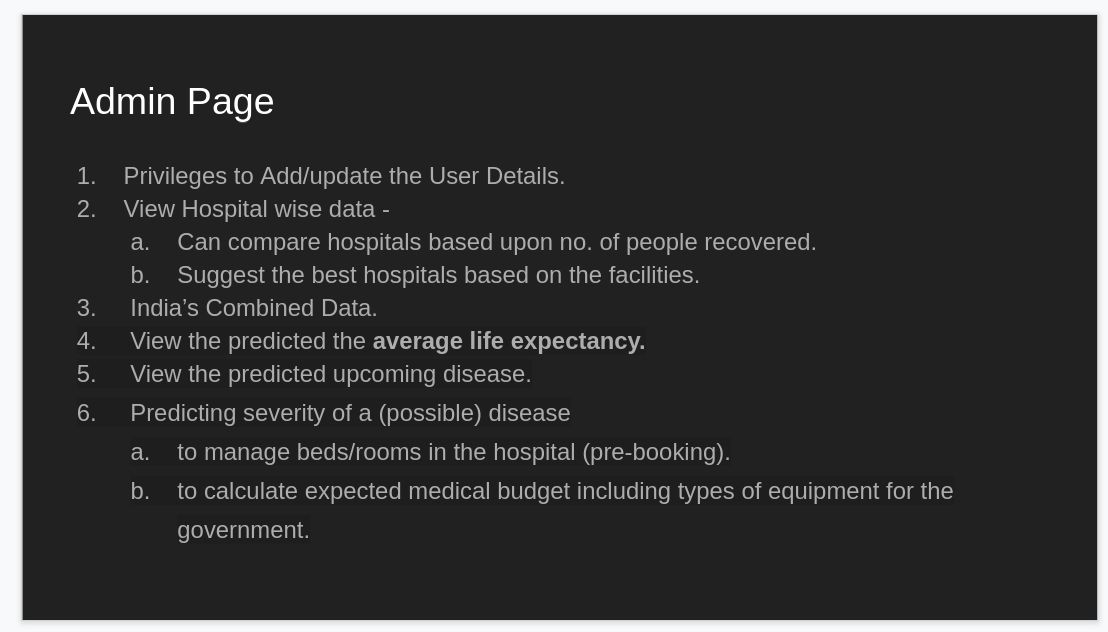 Admin Page
1. Privileges to Add/update the User Details.
2. View Hospital wise data -
a. Can compare hospitals based upon no. of people recovered.
b. Suggest the best hospitals based on the facilities.
3. India’s Combined Data.
4. View the predicted the average life expectancy.
5. View the predicted upcoming disease.
6. Predicting severity of a (possible) disease
a. to manage beds/rooms in the hospital (pre-booking).
b. to calculate expected medical budget including types of equipment for the
government.